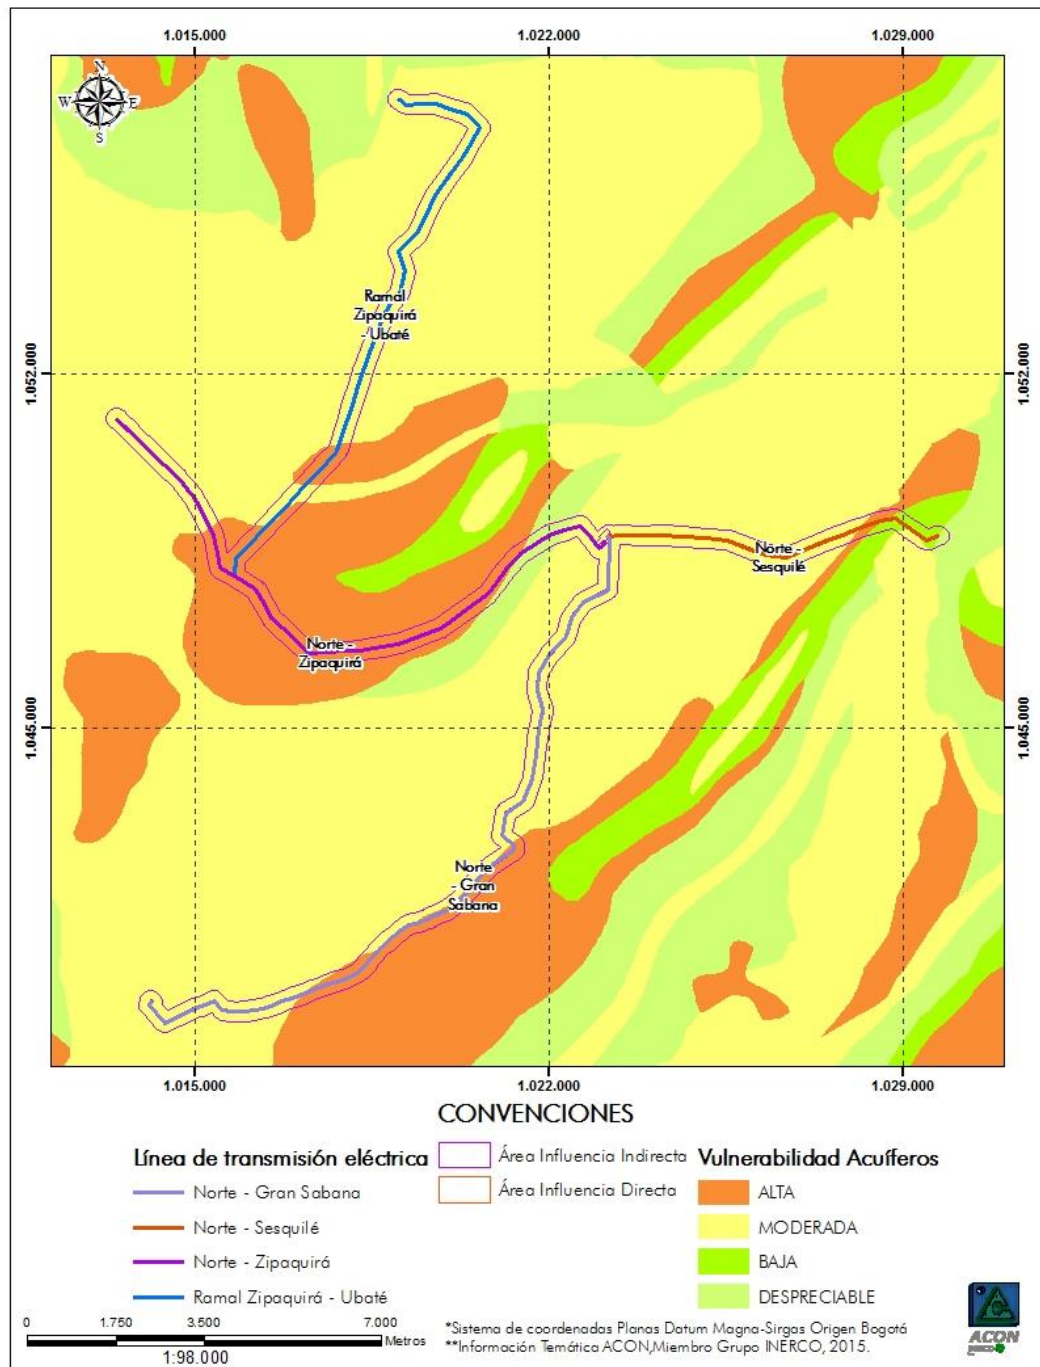 1.015.000 1.022.000 1.029.000
N
W E
S
Ramal
Zipaquirá
- Ubaté
1.052.000 1.052.000
Norte -
Sesquilé
Norte -
Zipaquirá
1.045.000 1.045.000
Norte
- Gran
Sabana
1.015.000 1.022.000 1.029.000
CONVENCIONES
Línea de transmisión eléctrica
Norte - Gran Sabana
Norte - Sesquilé
Norte - Zipaquirá
Ramal Zipaquirá - Ubaté
Área Influencia Indirecta
Área Influencia Directa
Vulnerabilidad Acuíferos
ALTA
MODERADA
BAJA
DESPRECIABLE
0 1.750 3.500 7.000
Metros
1:98.000
*Sistema de coordenadas Planas Datum Magna-Sirgas Origen Bogotá
**Información Temática ACON,Miembro Grupo INERCO, 2015.
ACON